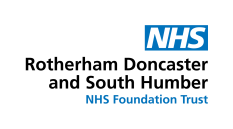 NHS
Rotherham Doncaster
and South Humber
NHS Foundation Trust